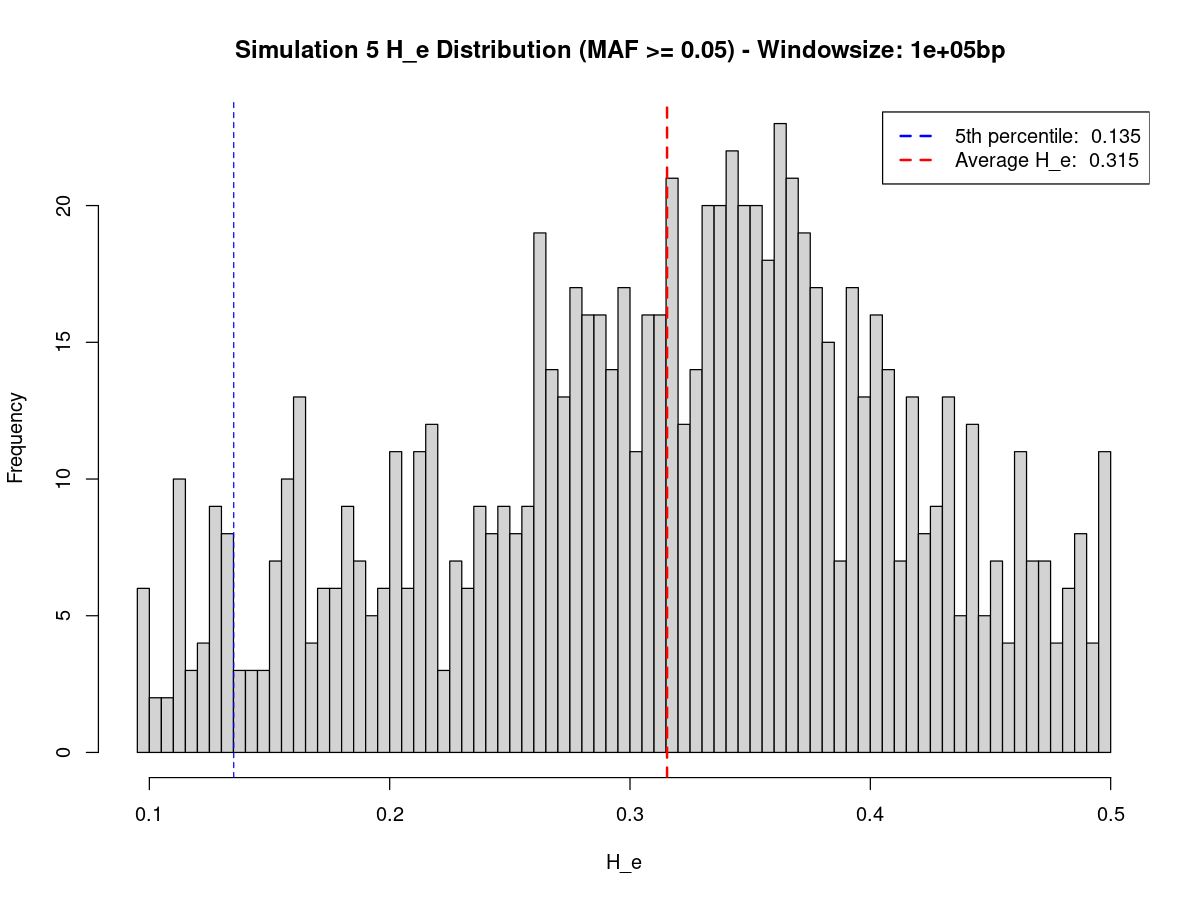 Simulation 5 H_e Distribution (MAF >= 0.05) - Windowsize: 1e+05bp
5th percentile:  0.135
Average H_e:  0.315
Frequency
20
15
10
5
0
0.1 0.2 0.3 0.4 0.5
H_e